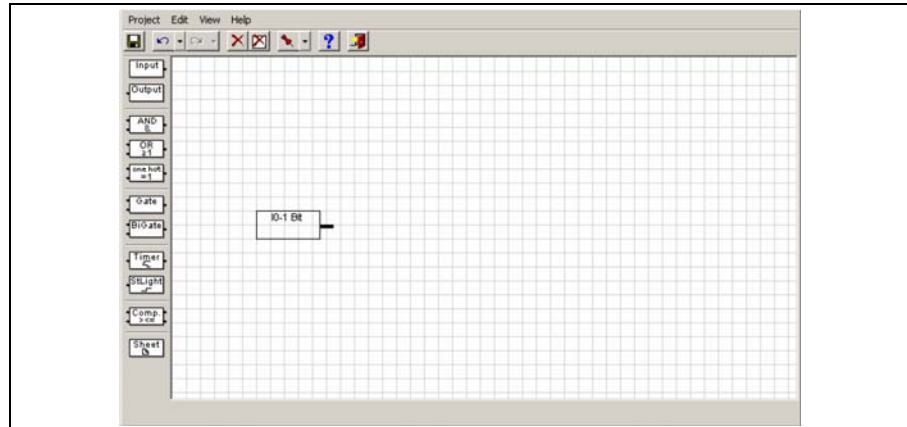 Project Edit View Help
Input
Output
AND
&
OR
≥1
one hot
=1
Gate
BiGate
Timer
StLight
Comp.
> <=
Sheet
I0-1 Bit